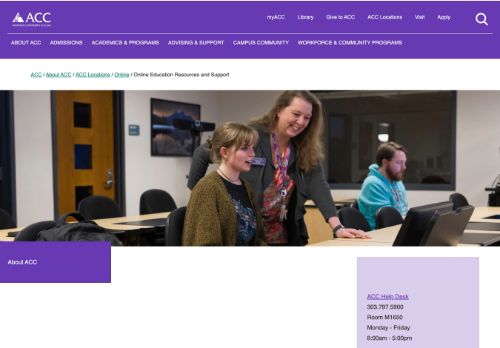 myACC Library Give to ACC ACC Locations Visit Apply
ACC
ABOUT ACC ADMISSIONS ACADEMICS & PROGRAMS ADVISING & SUPPORT CAMPUS COMMUNITY WORKFORCE & COMMUNITY PROGRAMS
ACC / About ACC / ACC Locations / Online / Online Education Resources and Support
About ACC
ACC Help Desk
303.797.5900
Room M1650
Monday - Friday
8:00am - 5:00pm